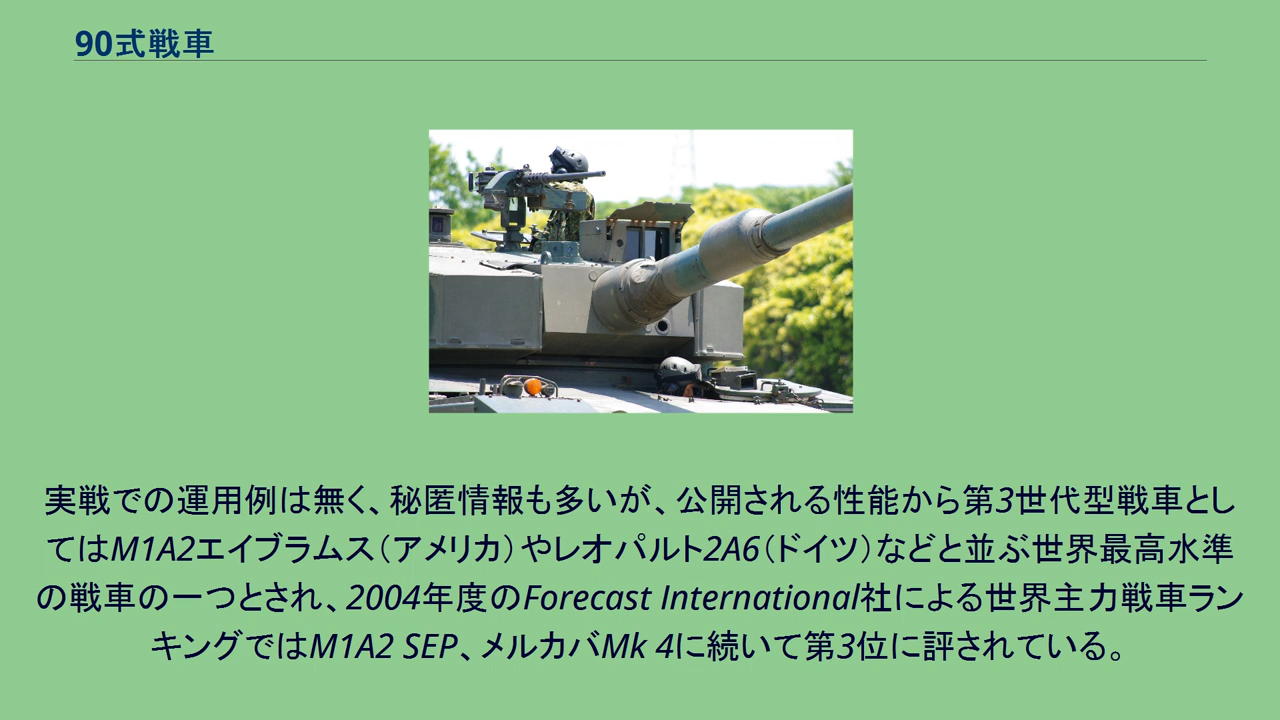 90式戦車
実戦での運用例は無く、秘匿情報も多いが、公開される性能から第3世代型戦車とし
てはM1A2エイブラムス（アメリカ）やレオパルト2A6（ドイツ）などと並ぶ世界最高水準
の戦車の一つとされ、2004年度のForecast International社による世界主力戦車ラン
キングではM1A2 SEP、メルカバMk 4に続いて第3位に評されている。